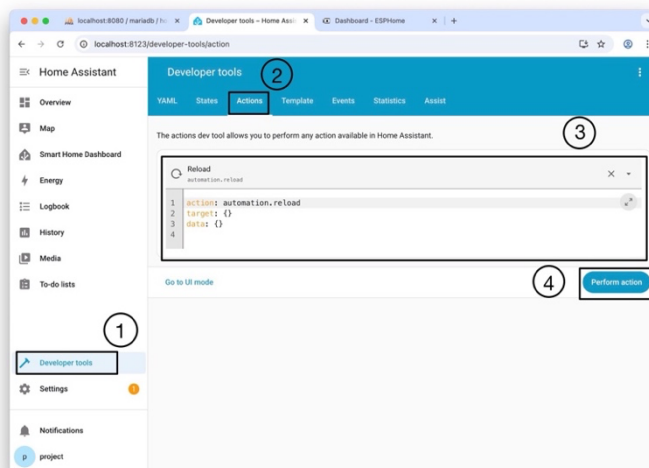 localhost:8080 / mariadb / h
Developer tools – Home Assis
Dashboard - ESPHome
localhost:8123/developer-tools/action
Home Assistant
Developer tools
2
YAML States Actions Template Events Statistics Assist
Overview
Map
Smart Home Dashboard
Energy
Logbook
History
Media
To-do lists
1
Developer tools
Settings
Notifications
p project
The actions dev tool allows you to perform any action available in Home Assistant.
3
Reload
automation.reload
1 action: automation.reload
2 target: {}
3 data: {}
4
Go to UI mode
4
Perform action